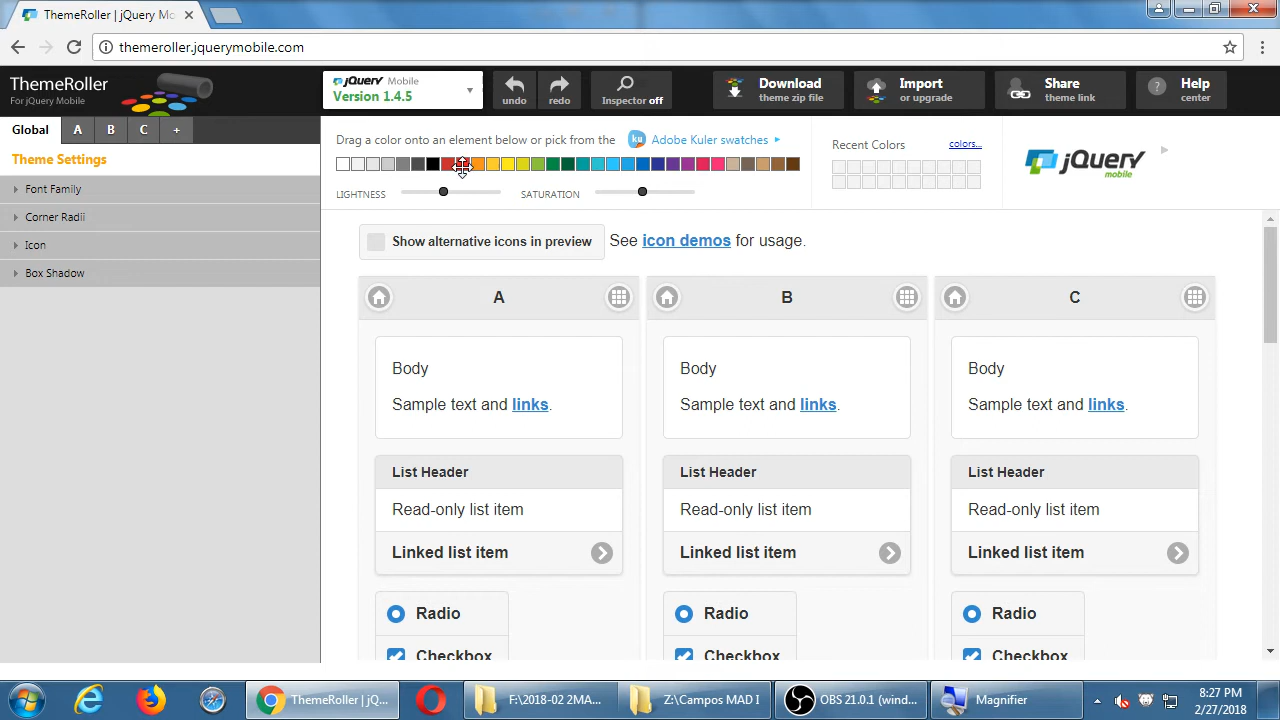 ThemeRoller | jQuery Mo
themeroller.jquerymobile.com
ThemeRoller
For jQuery Mobile
jQuery Mobile
Version 1.4.5
undo
redo
Inspector off
Download
theme zip file
Import
or upgrade
Share
theme link
Help
center
Global
A
B
C
+
Theme Settings
Font Family
Corner Radii
Icon
Box Shadow
Drag a color onto an element below or pick from the
ku
Adobe Kuler swatches
LIGHTNESS
SATURATION
Recent Colors
colors...
jQuery
mobile
Show alternative icons in preview
See icon demos for usage.
A
Body
Sample text and links.
List Header
Read-only list item
Linked list item
Radio
Checkbox
B
Body
Sample text and links.
List Header
Read-only list item
Linked list item
Radio
Checkbox
C
Body
Sample text and links.
List Header
Read-only list item
Linked list item
Radio
Checkbox
ThemeRoller | jQ...
F:\2018-02 2MA...
Z:\Campos MAD I
OBS 21.0.1 (wind...
Magnifier
8:27 PM
2/27/2018